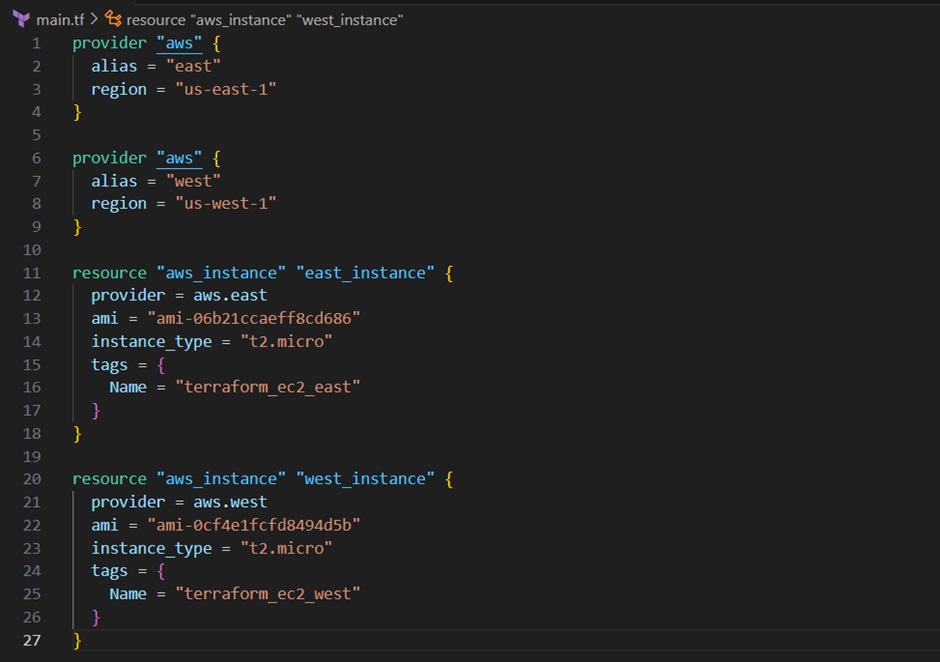 main.tf > resource "aws_instance" "west_instance"
1 provider "aws" {
2   alias = "east"
3   region = "us-east-1"
4 }
5
6 provider "aws" {
7   alias = "west"
8   region = "us-west-1"
9 }
10
11 resource "aws_instance" "east_instance" {
12   provider = aws.east
13   ami = "ami-06b21ccaeff8cd686"
14   instance_type = "t2.micro"
15   tags = {
16     Name = "terraform_ec2_east"
17   }
18 }
19
20 resource "aws_instance" "west_instance" {
21   provider = aws.west
22   ami = "ami-0cf4e1fcfd8494d5b"
23   instance_type = "t2.micro"
24   tags = {
25     Name = "terraform_ec2_west"
26   }
27 }